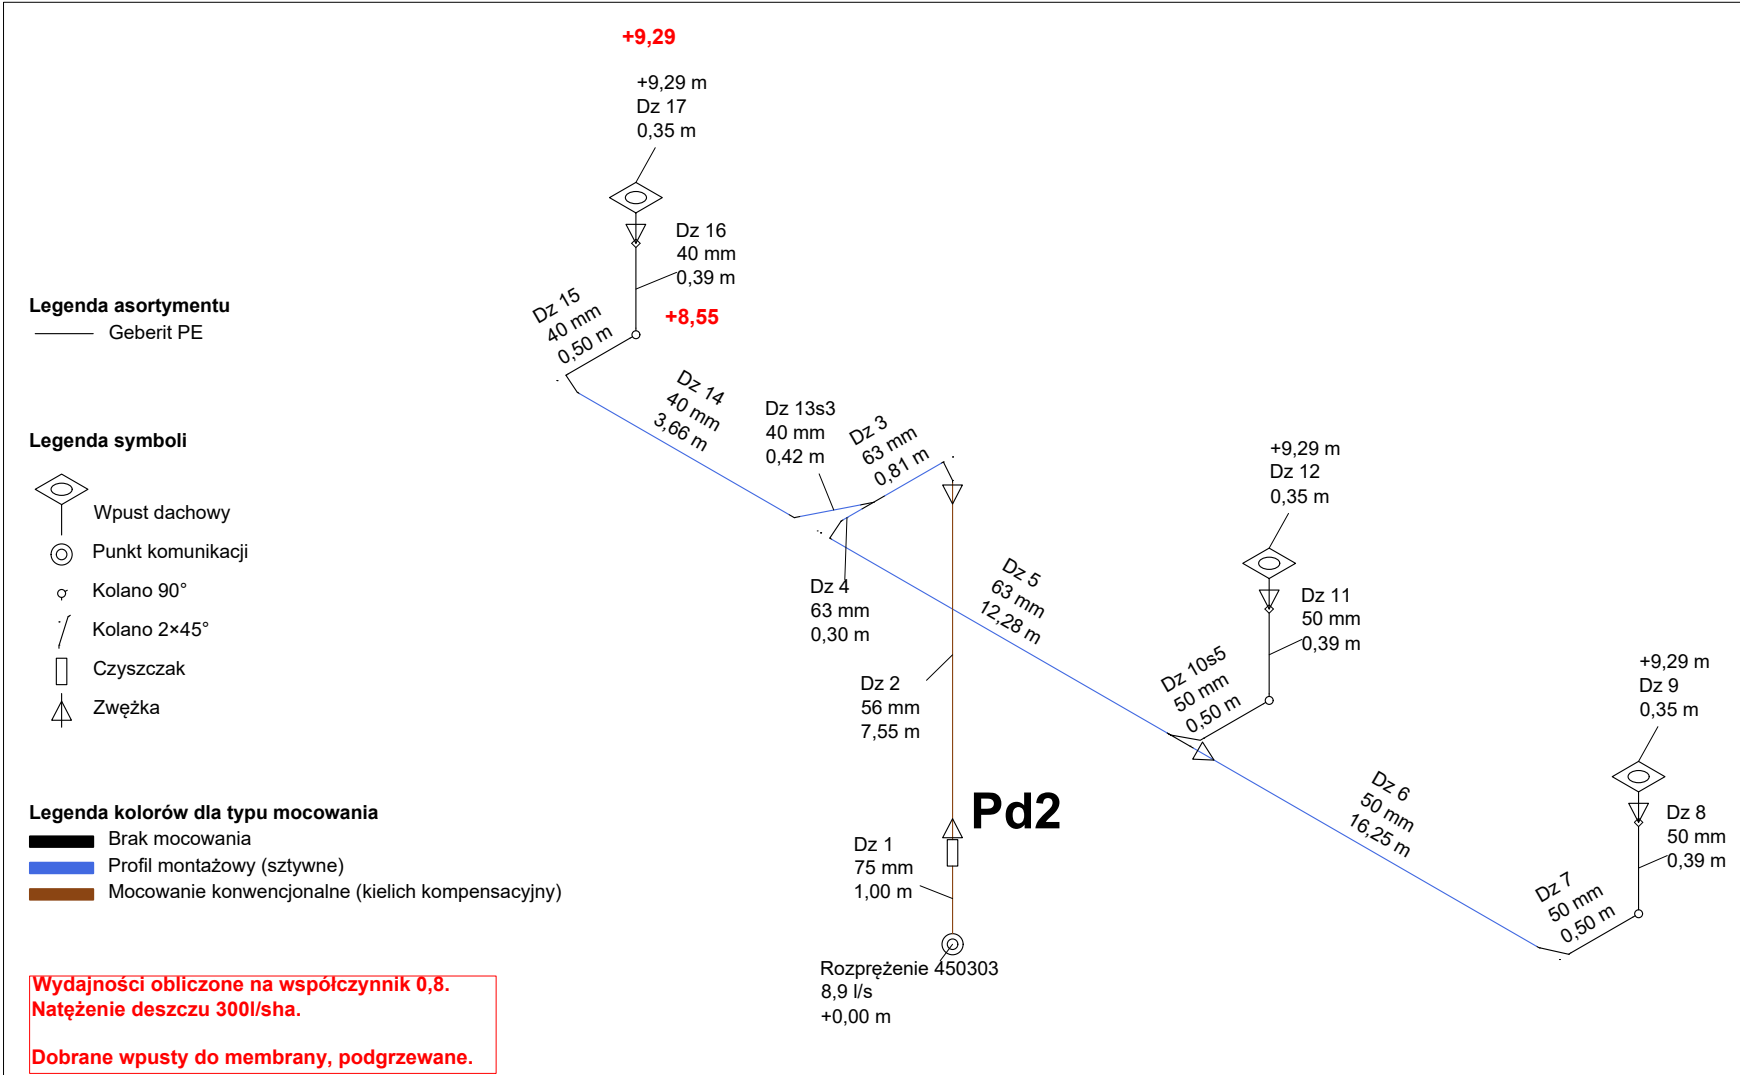 +9,29
+9,29 m
Dz 17
0,35 m
Dz 16
40 mm
0,39 m
+8,55
Dz 15
40 mm
0,50 m
Legenda asortymentu
Geberit PE
Dz 14
40 mm
3,66 m
Dz 13s3
40 mm
0,42 m
Dz 3
63 mm
0,81 m
Legenda symboli
Wpust dachowy
Punkt komunikacji
Kolano 90°
Kolano 2×45°
Czyszczak
Zwężka
+9,29 m
Dz 12
0,35 m
Dz 4
63 mm
0,30 m
Dz 5
63 mm
12,28 m
Dz 11
50 mm
0,39 m
Dz 10s5
50 mm
0,50 m
Dz 2
56 mm
7,55 m
+9,29 m
Dz 9
0,35 m
Pd2
Dz 6
50 mm
16,25 m
Dz 8
50 mm
0,39 m
Dz 1
75 mm
1,00 m
Dz 7
50 mm
0,50 m
Legenda kolorów dla typu mocowania
Brak mocowania
Profil montażowy (sztywne)
Mocowanie konwencjonalne (kielich kompensacyjny)
Rozprężenie 450303
8,9 l/s
+0,00 m
Wydajności obliczone na współczynnik 0,8.
Natężenie deszczu 300l/sha.
Dobrane wpusty do membrany, podgrzewane.